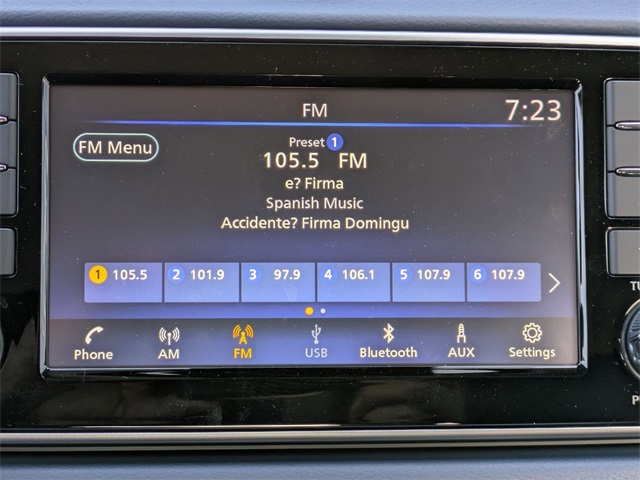 FM 7:23
FM Menu
Preset 1
105.5 FM
e? Firma
Spanish Music
Accidente? Firma Domingu
1 105.5 2 101.9 3 97.9 4 106.1 5 107.9 6 107.9
Phone AM FM USB Bluetooth AUX Settings